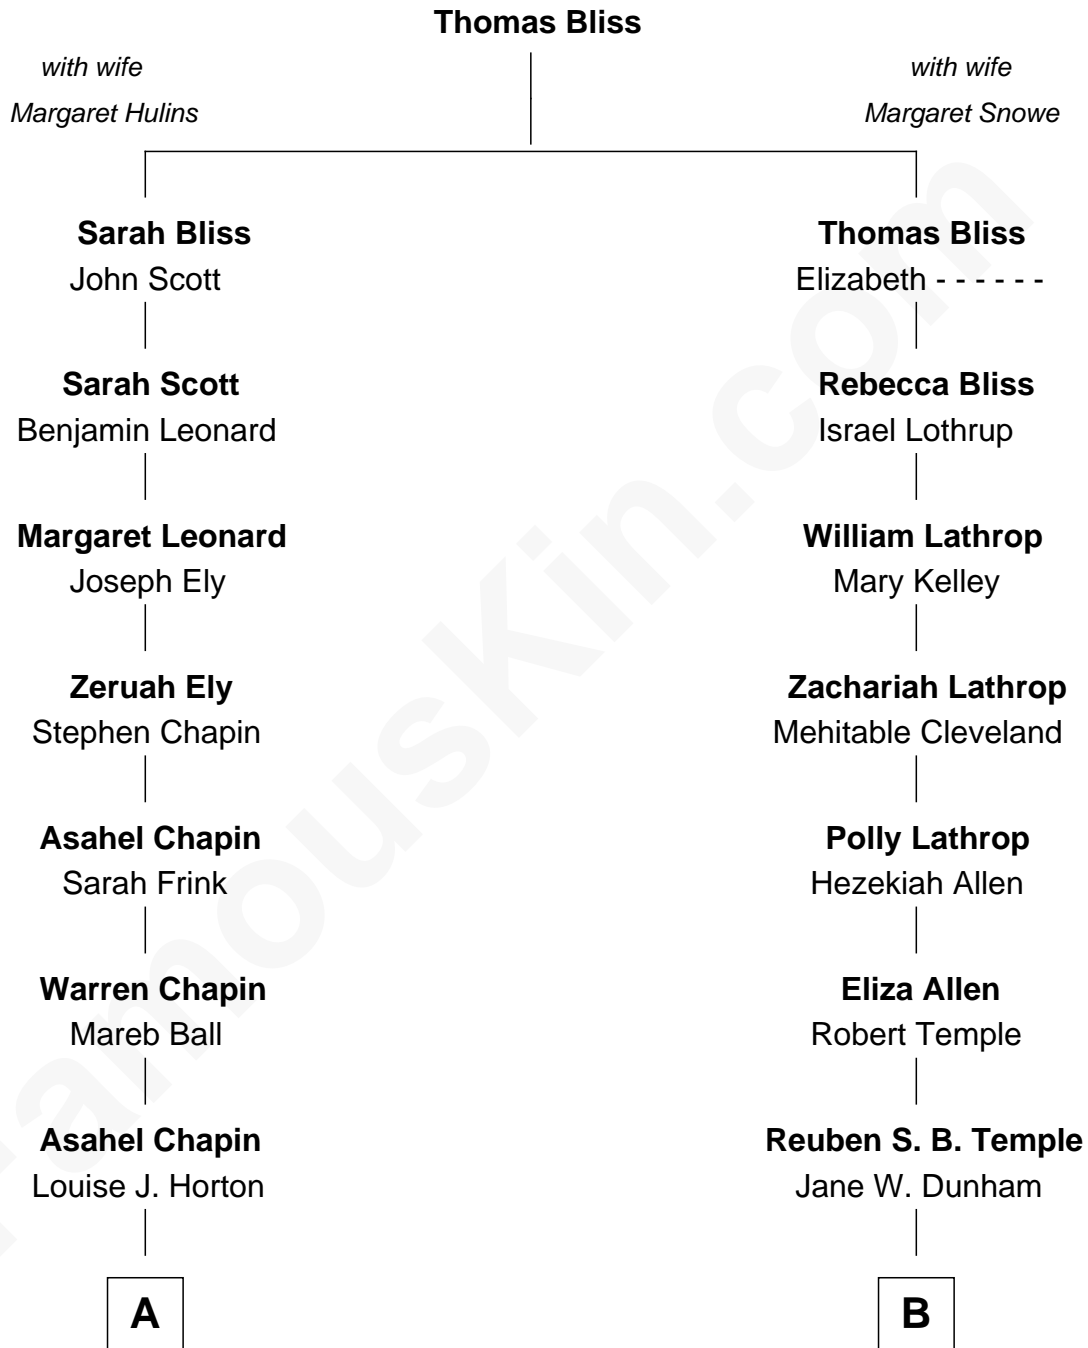 Thomas Bliss
with wife
Margaret Hulins
with wife
Margaret Snowe
Sarah Bliss
John Scott
Thomas Bliss
Elizabeth - - - - - -
Sarah Scott
Benjamin Leonard
Rebecca Bliss
Israel Lothrup
Margaret Leonard
Joseph Ely
William Lathrop
Mary Kelley
Zeruah Ely
Stephen Chapin
Zachariah Lathrop
Mehitable Cleveland
Asahel Chapin
Sarah Frink
Polly Lathrop
Hezekiah Allen
Warren Chapin
Mareb Ball
Eliza Allen
Robert Temple
Asahel Chapin
Louise J. Horton
Reuben S. B. Temple
Jane W. Dunham
A
B
FamousKin.com